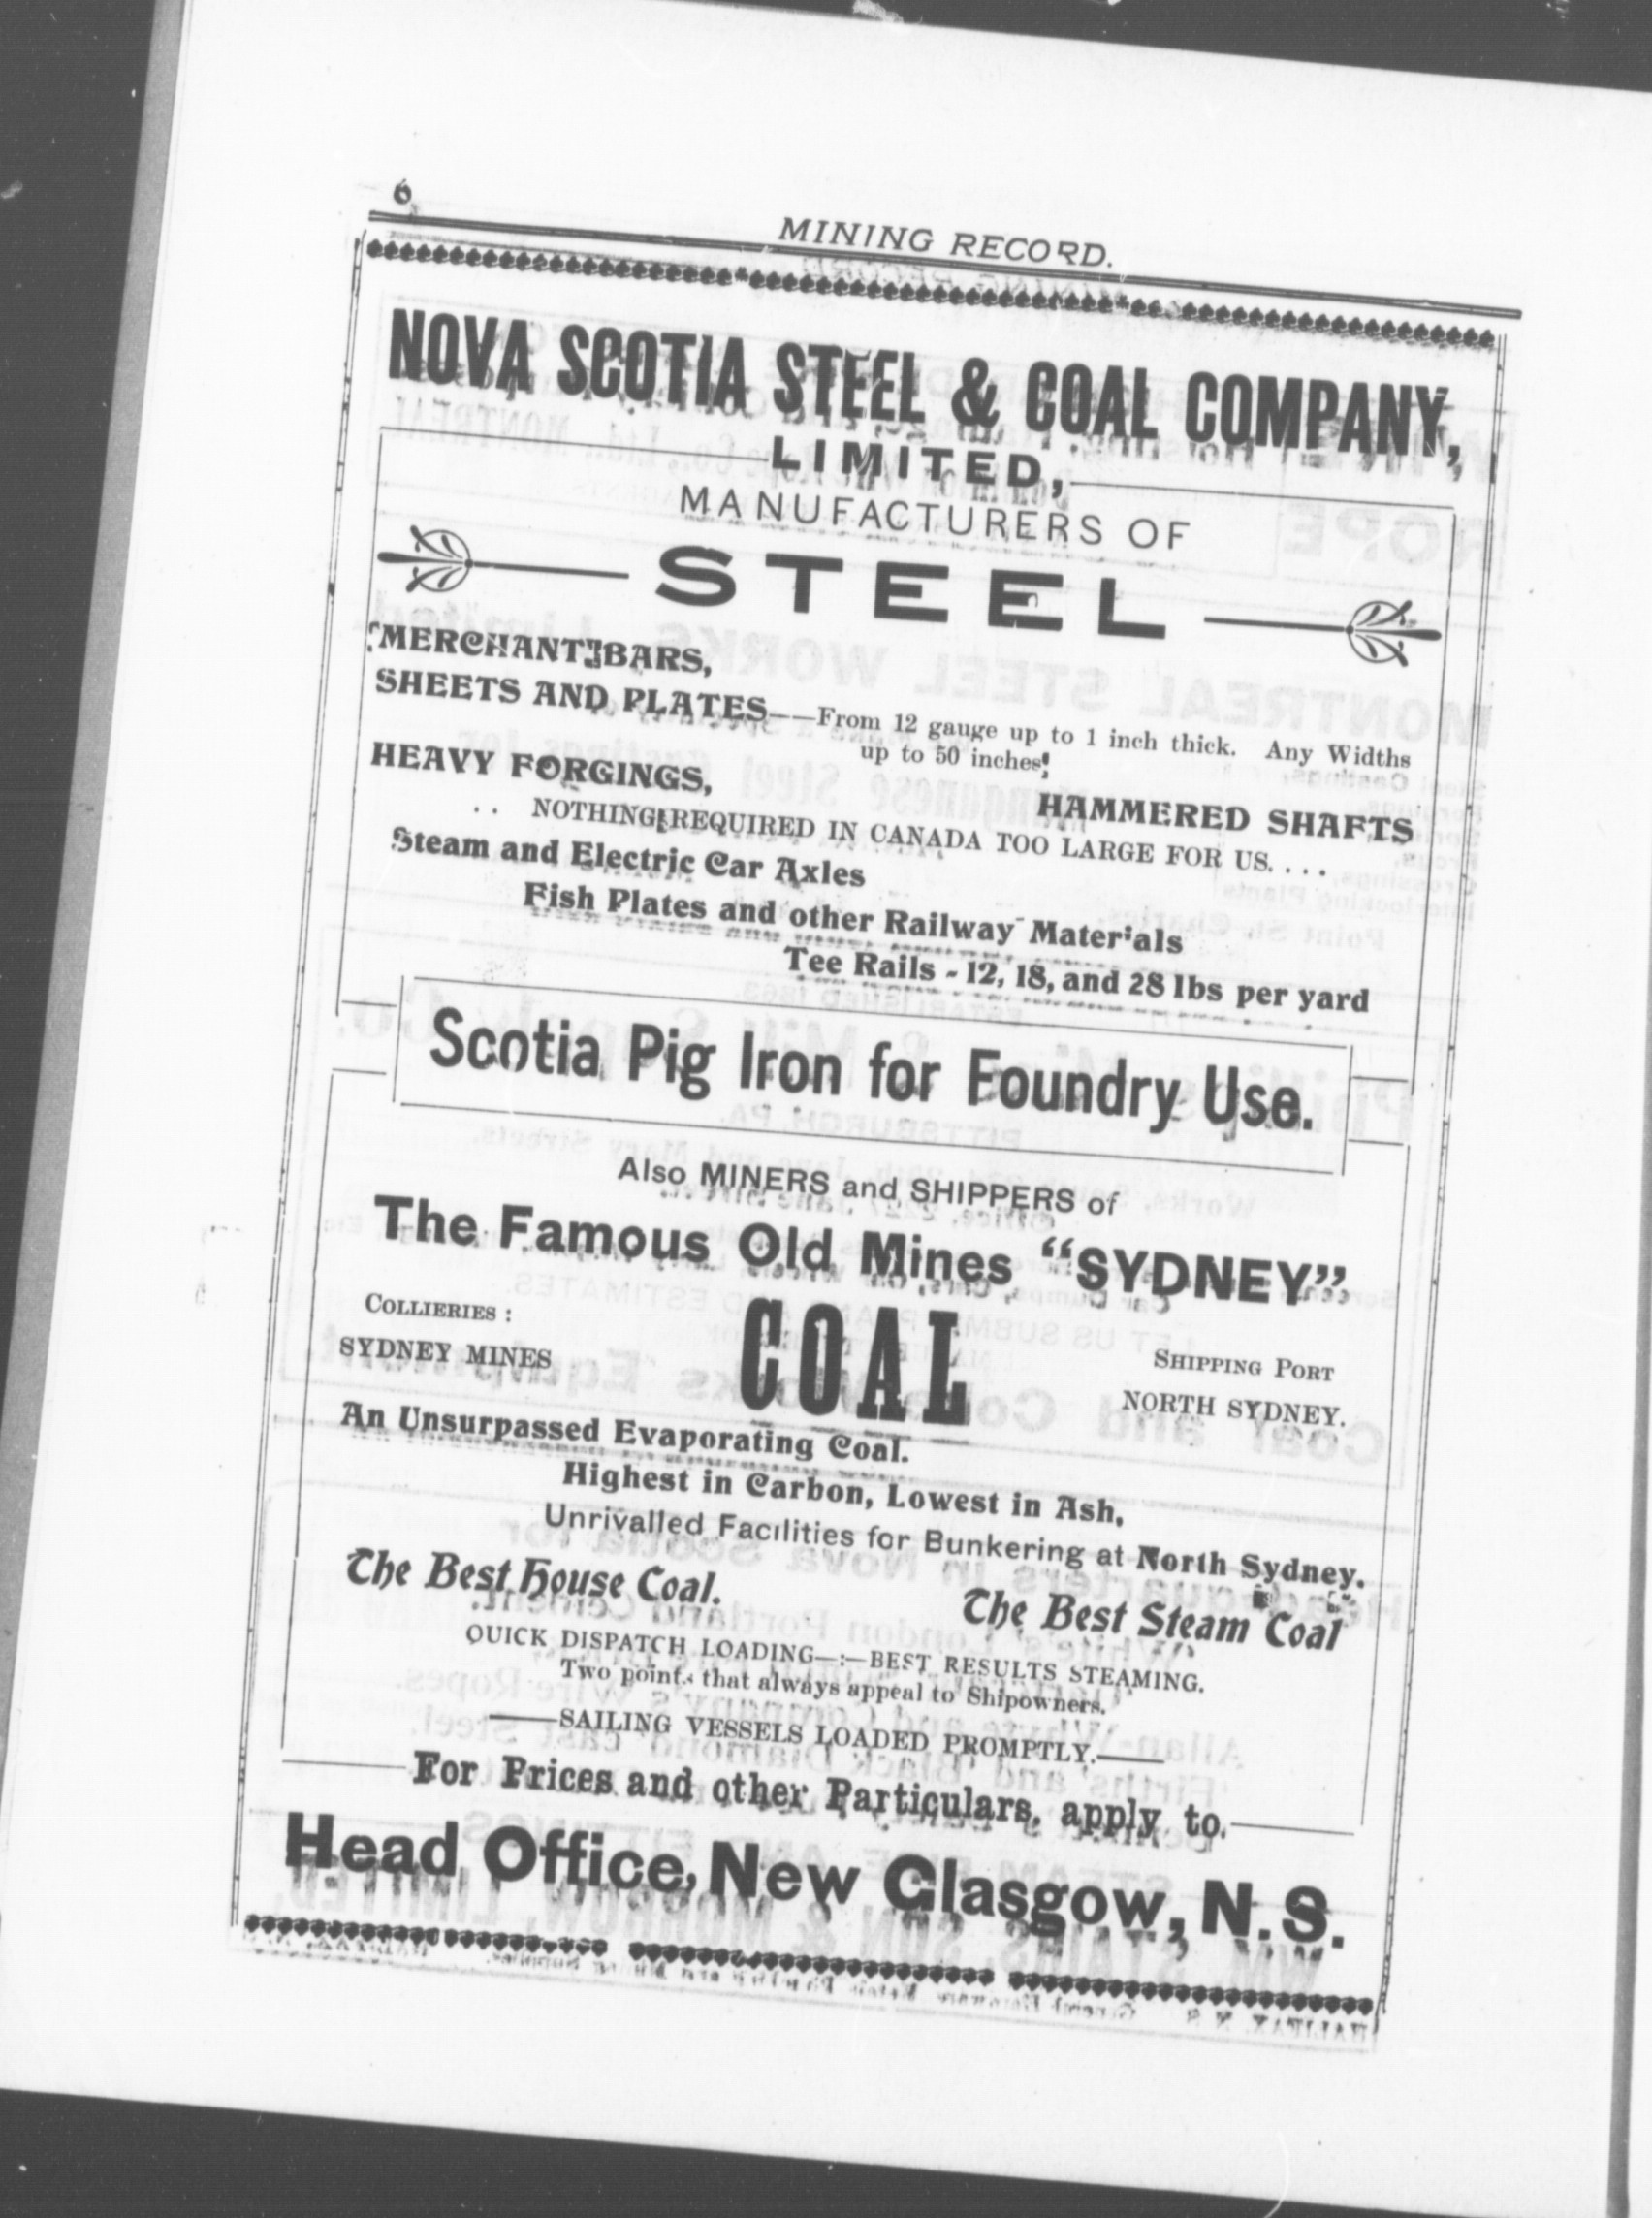 6
MINING RECORD.
NOVA SCOTIA STEEL & COAL COMPANY,
LIMITED,
MANUFACTURERS OF
STEEL
MERCHANT BARS,
SHEETS AND PLATES——From 12 gauge up to 1 inch thick. Any Widths
up to 50 inches.
HEAVY FORGINGS,
HAMMERED SHAFTS
. . NOTHING REQUIRED IN CANADA TOO LARGE FOR US. . . .
Steam and Electric Car Axles
Fish Plates and other Railway Materials
Tee Rails - 12, 18, and 28 lbs per yard
Scotia Pig Iron for Foundry Use.
Also MINERS and SHIPPERS of
The Famous Old Mines “SYDNEY”
COLLIERIES :
SYDNEY MINES
COAL
SHIPPING PORT
NORTH SYDNEY.
An Unsurpassed Evaporating Coal.
Highest in Carbon, Lowest in Ash,
Unrivalled Facilities for Bunkering at North Sydney.
The Best House Coal.
The Best Steam Coal
QUICK DISPATCH LOADING—:—BEST RESULTS STEAMING.
Two points that always appeal to Shipowners.
——SAILING VESSELS LOADED PROMPTLY.——
For Prices and other Particulars, apply to.
Head Office, New Glasgow, N.S.